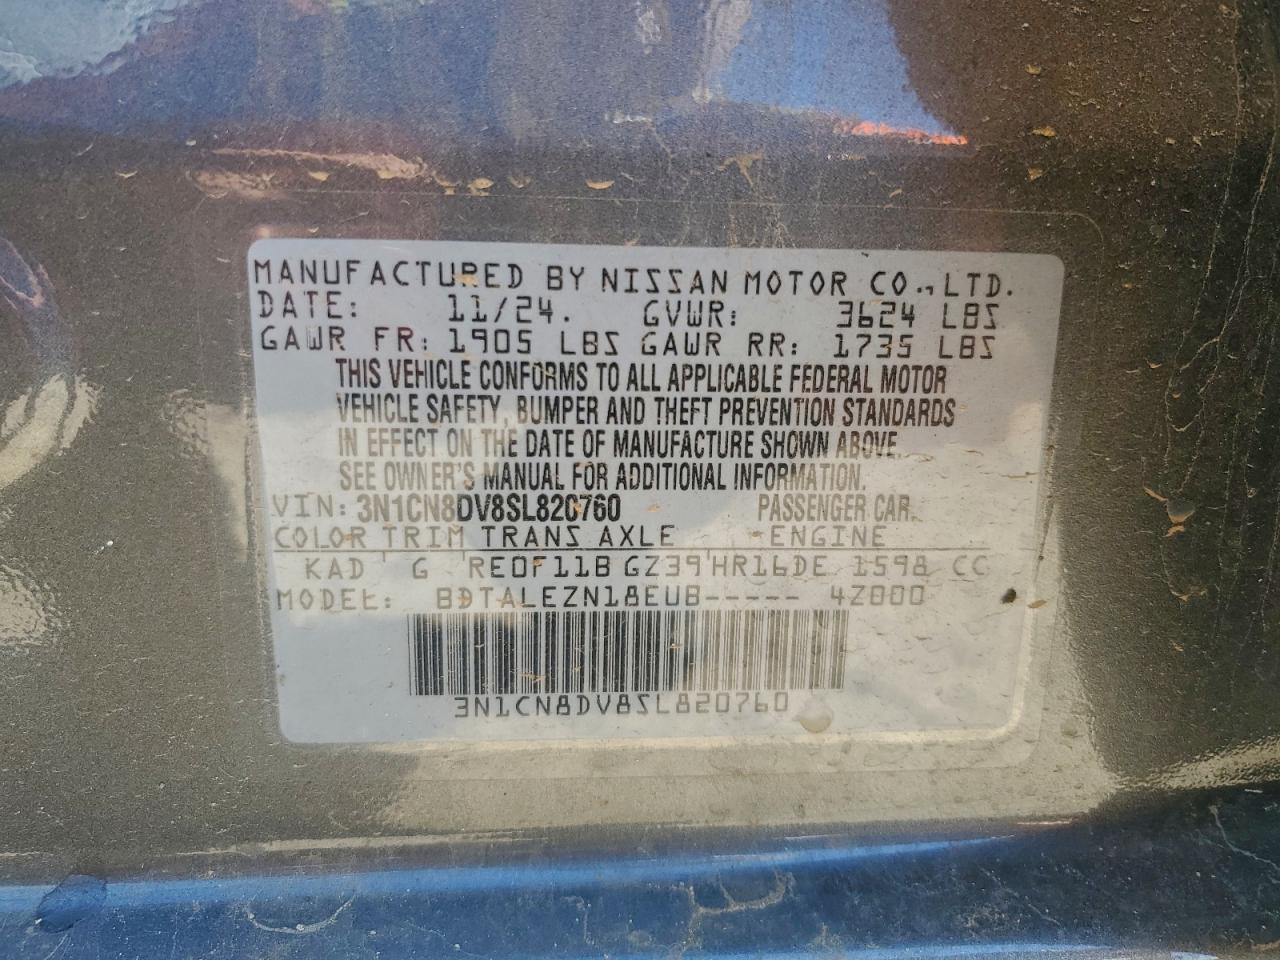 MANUFACTURED BY NISSAN MOTOR CO., LTD.
DATE: 11/24. GVWR: 3624 LBS
GAWR FR: 1905 LBS GAWR RR: 1735 LBS
THIS VEHICLE CONFORMS TO ALL APPLICABLE FEDERAL MOTOR
VEHICLE SAFETY, BUMPER AND THEFT PREVENTION STANDARDS
IN EFFECT ON THE DATE OF MANUFACTURE SHOWN ABOVE.
SEE OWNER'S MANUAL FOR ADDITIONAL INFORMATION.
VIN: 3N1CN8DV8SL820760 PASSENGER CAR.
COLOR TRIM TRANS AXLE ENGINE
KAD G RE0F11B GZ39 HR16DE 1598 CC
MODEL: BDTALEZN18EUB----- 4Z000
3N1CN8DV8SL820760